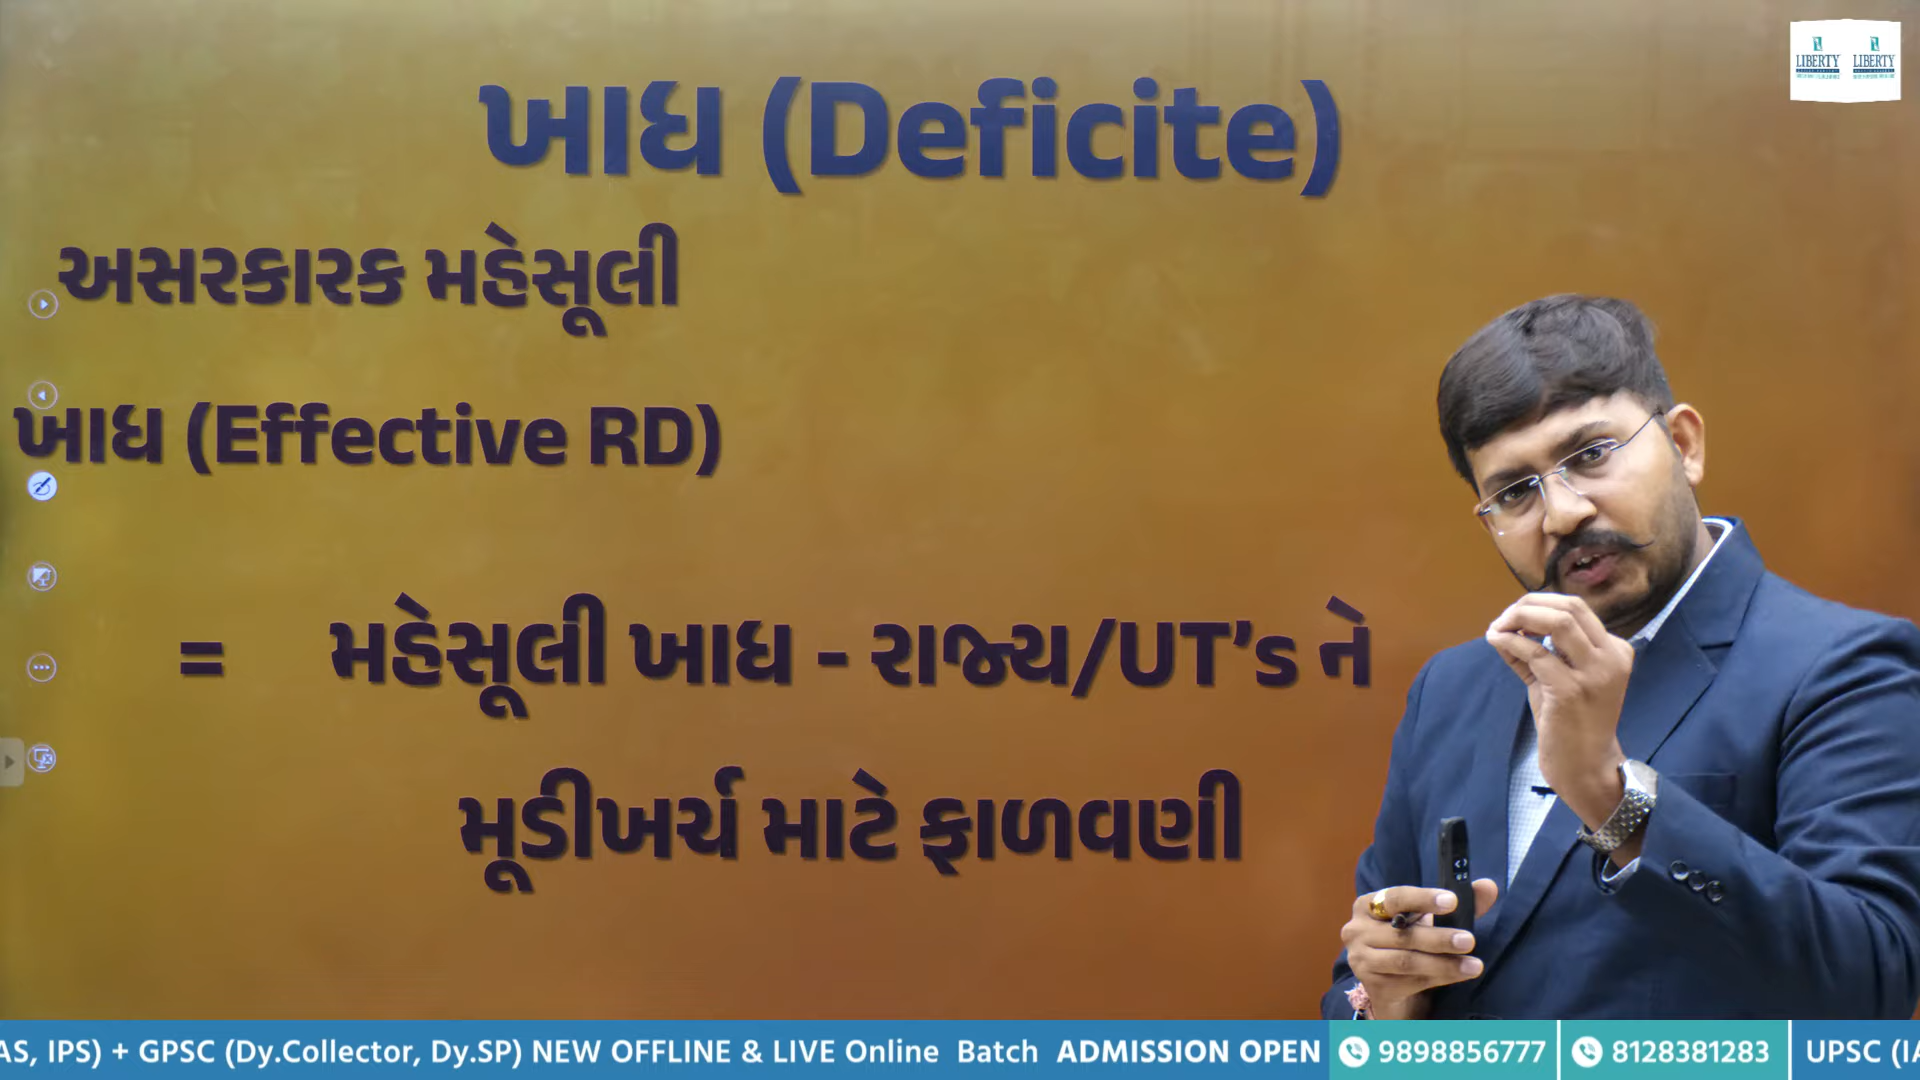 LIBERTY LIBERTY
ખાધ (Deficite)
અસરકારક મહેસૂલી
ખાધ (Effective RD)
= મહેસૂલી ખાધ - રાજ્ય/UT’s ને
મૂડીખર્ચ માટે ફાળવણી
AS, IPS) + GPSC (Dy.Collector, Dy.SP) NEW OFFLINE & LIVE Online Batch ADMISSION OPEN 9898856777 8128381283 UPSC (IA